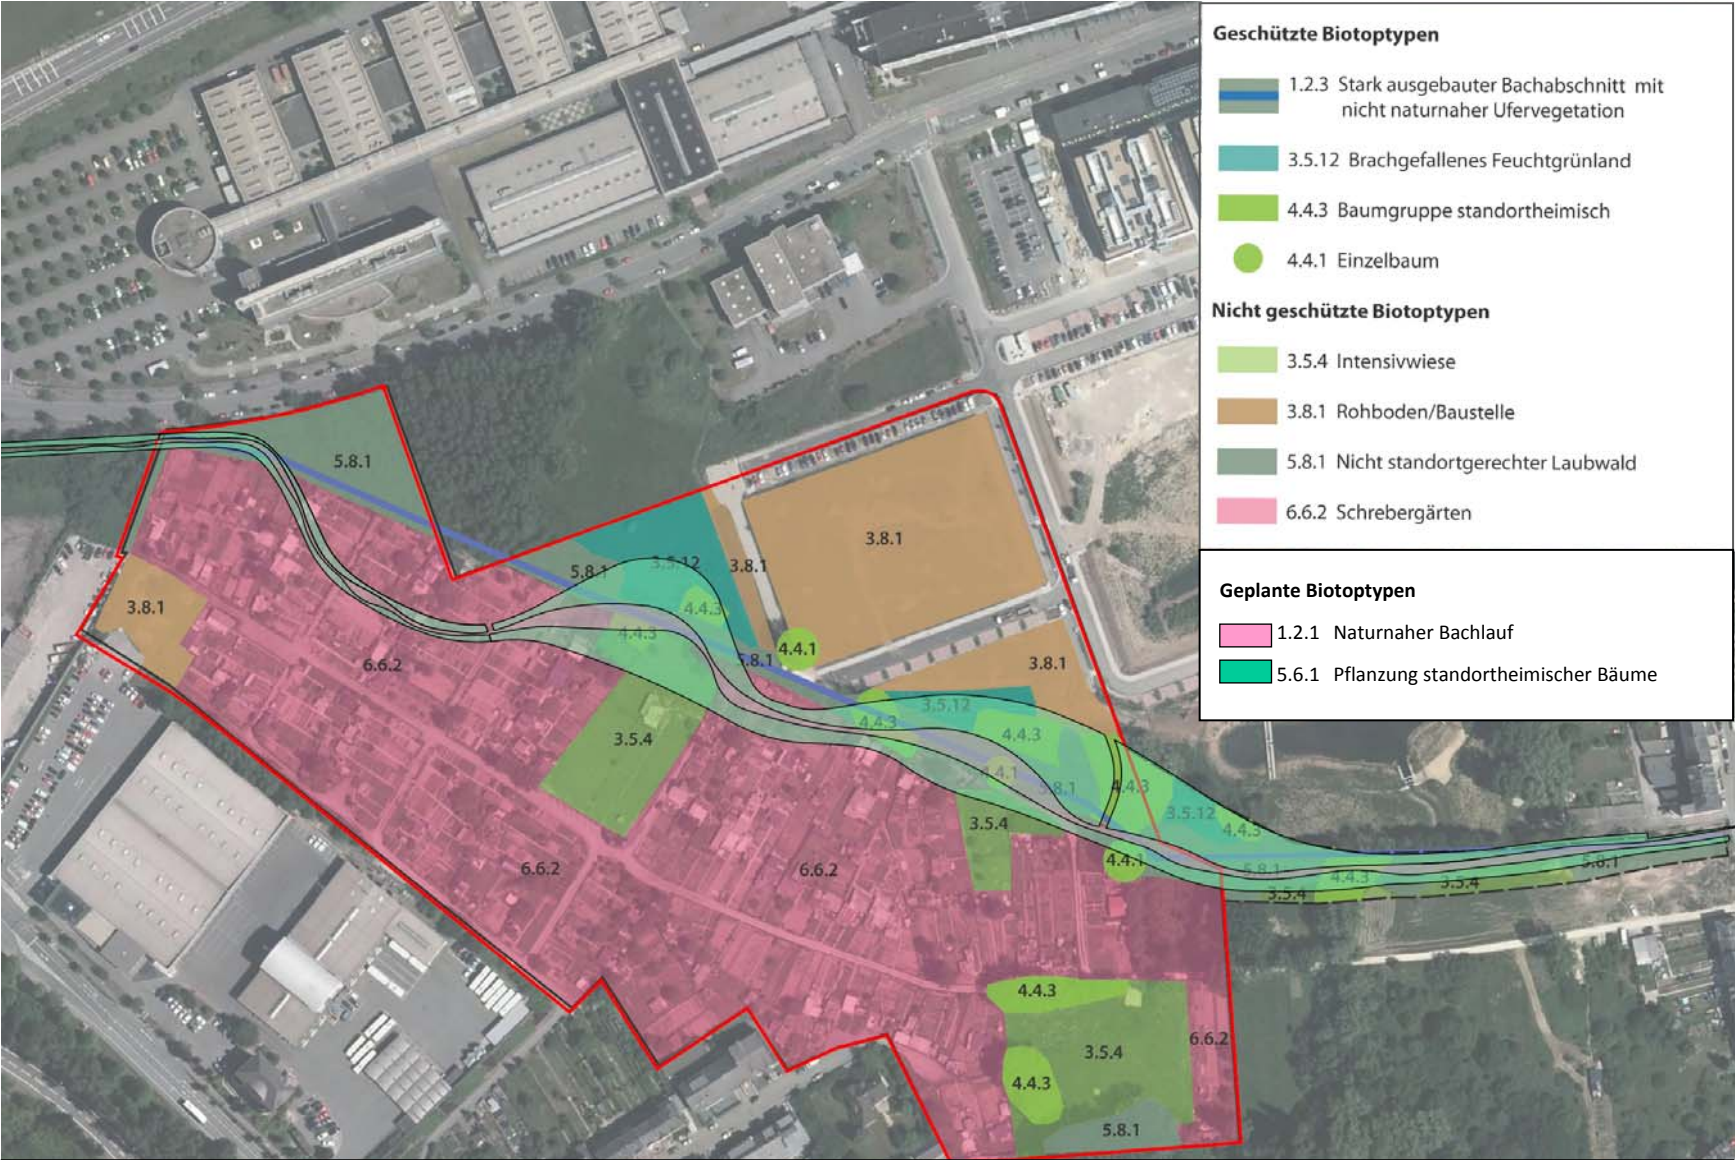 Geschützte Biotoptypen
1.2.3 Stark ausgebauter Bachabschnitt mit
nicht naturnaher Ufervegetation
3.5.12 Brachgefallenes Feuchtgrünland
4.4.3 Baumgruppe standortheimisch
4.4.1 Einzelbaum
Nicht geschützte Biotoptypen
3.5.4 Intensivwiese
3.8.1 Rohboden/Baustelle
5.8.1 Nicht standortgerechter Laubwald
6.6.2 Schrebergärten
Geplante Biotoptypen
1.2.1 Naturnaher Bachlauf
5.6.1 Pflanzung standortheimischer Bäume
5.8.1
3.8.1
5.8.1
3.5.12
3.8.1
3.8.1
4.4.3
4.4.3
4.4.1
5.8.1
3.8.1
6.6.2
3.5.12
4.4.3
4.4.3
3.5.4
4.4.1
5.8.1
4.4.3
3.5.12
3.5.4
4.4.3
6.6.2
6.6.2
4.4.1
5.8.1
5.8.1
4.4.3
3.5.4
3.5.4
4.4.3
3.5.4
6.6.2
4.4.3
5.8.1